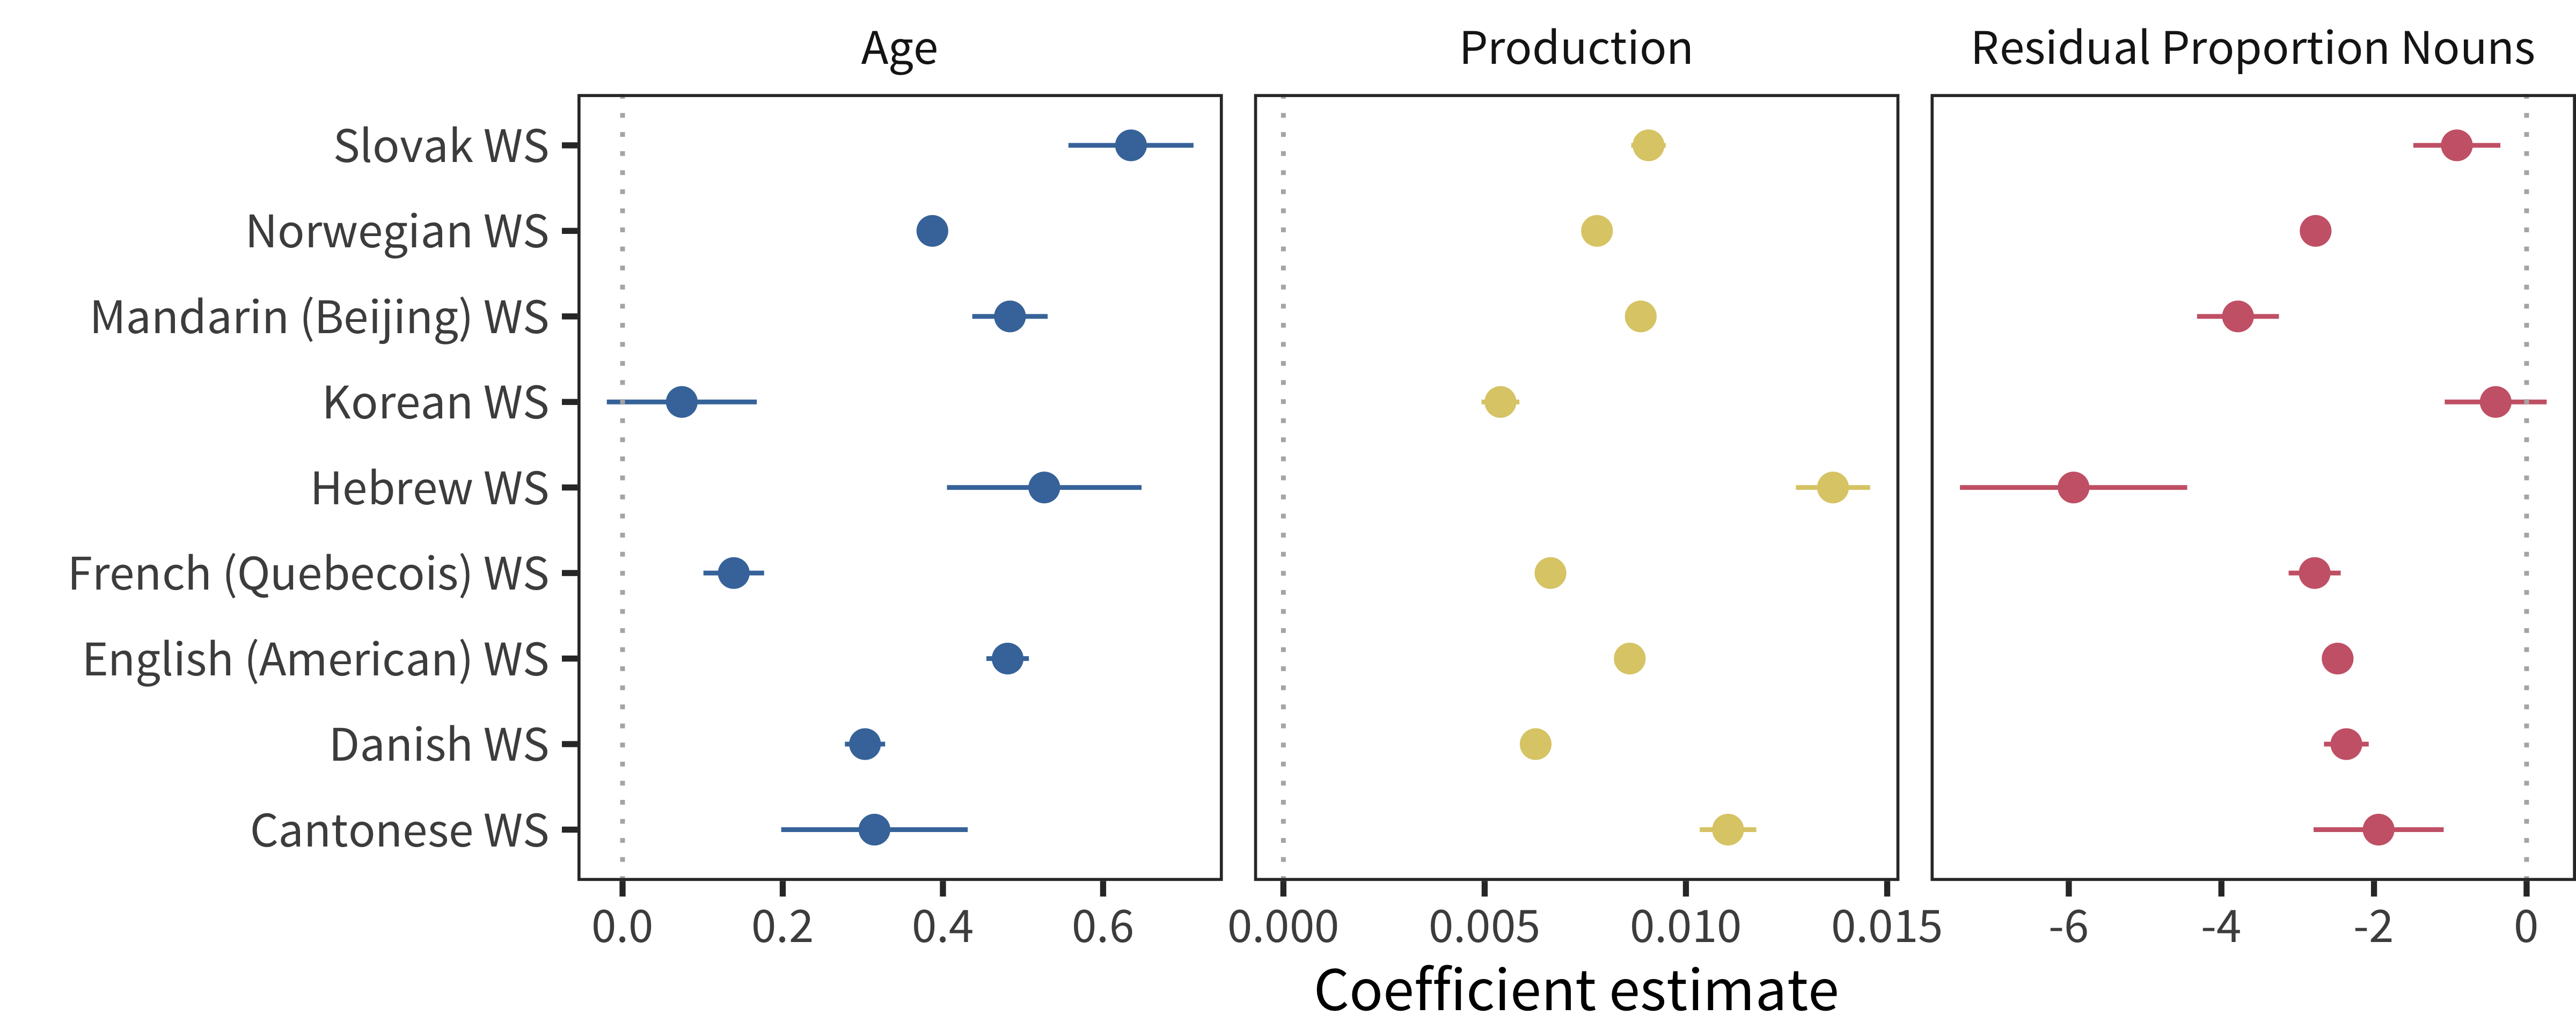 Age Production Residual Proportion Nouns
Slovak WS
Norwegian WS
Mandarin (Beijing) WS
Korean WS
Hebrew WS
French (Quebecois) WS
English (American) WS
Danish WS
Cantonese WS
0.0 0.2 0.4 0.6 0.000 0.005 0.010 0.015 -6 -4 -2 0
Coefficient estimate